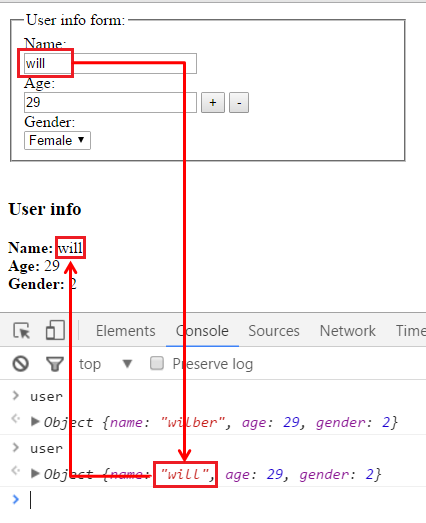 User info form:
Name:
will
Age:
29 + -
Gender:
Female ▼
User info
Name: will
Age: 29
Gender: 2
Elements Console Sources Network Time
top ▼ Preserve log
> user
Object {name: "wilber", age: 29, gender: 2}
> user
Object {name: "will", age: 29, gender: 2}
>